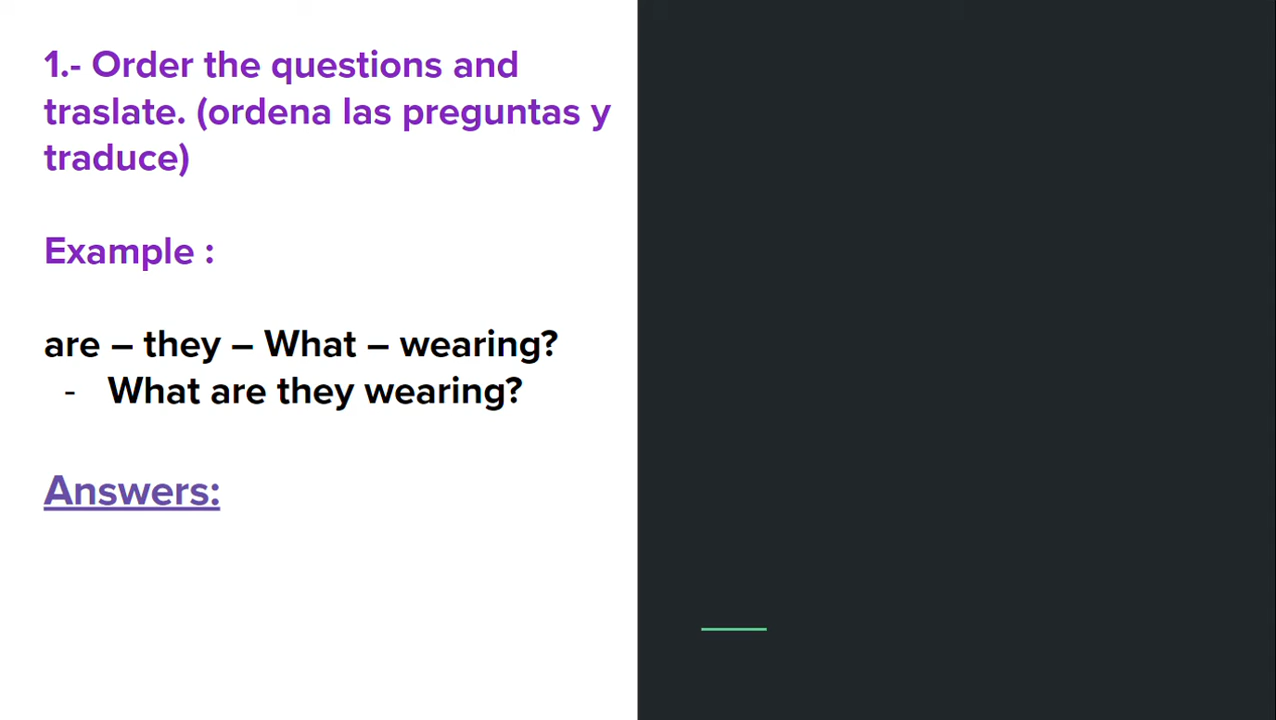 1.- Order the questions and
traslate. (ordena las preguntas y
traduce)
Example :
are – they – What – wearing?
- What are they wearing?
Answers: